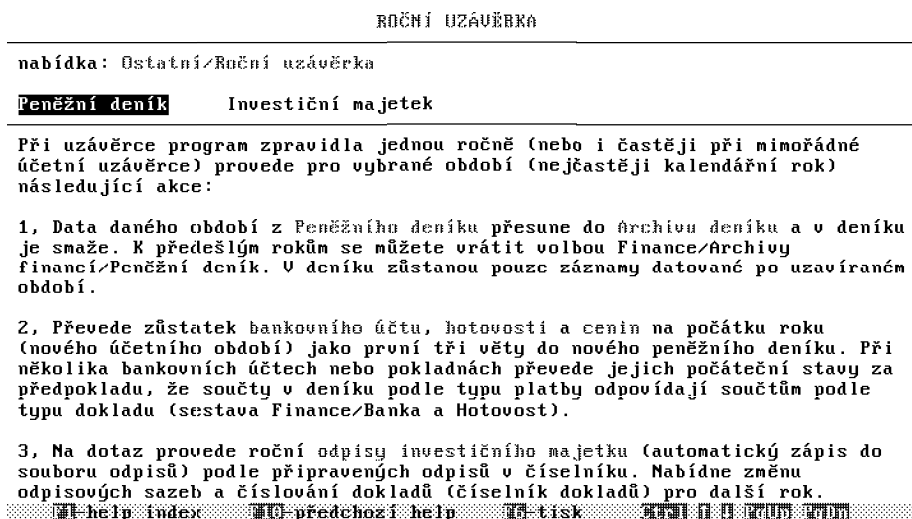 ROČNÍ UZÁVĚRKA
nabídka: Ostatní/Roční uzávěrka
Peněžní deník Investiční majetek
Při uzávěrce program zpravidla jednou ročně (nebo i častěji při mimořádné
účetní uzávěrce) provede pro vybrané období (nejčastěji kalendářní rok)
následující akce:
1, Data daného období z Peněžního deníku přesune do Archivu deníku a v deníku
je smaže. K předešlým rokům se můžete vrátit volbou Finance/Archivy
financí/Peněžní deník. V deníku zůstanou pouze záznamy datované po uzavíraném
období.
2, Převede zůstatek bankovního účtu, hotovosti a cenin na počátku roku
(nového účetního období) jako první tři věty do nového peněžního deníku. Při
několika bankovních účtech nebo pokladnách převede jejich počáteční stavy za
předpokladu, že součty v deníku podle typu platby odpovídají součtům podle
typu dokladu (sestava Finance/Banka a Hotovost).
3, Na dotaz provede roční odpisy investičního majetku (automatický zápis do
souboru odpisů) podle připravených odpisů v číselníku. Nabídne změnu
odpisových sazeb a číslování dokladů (číselník dokladů) pro další rok.
F1-help index F10-předchozí help F6-tisk